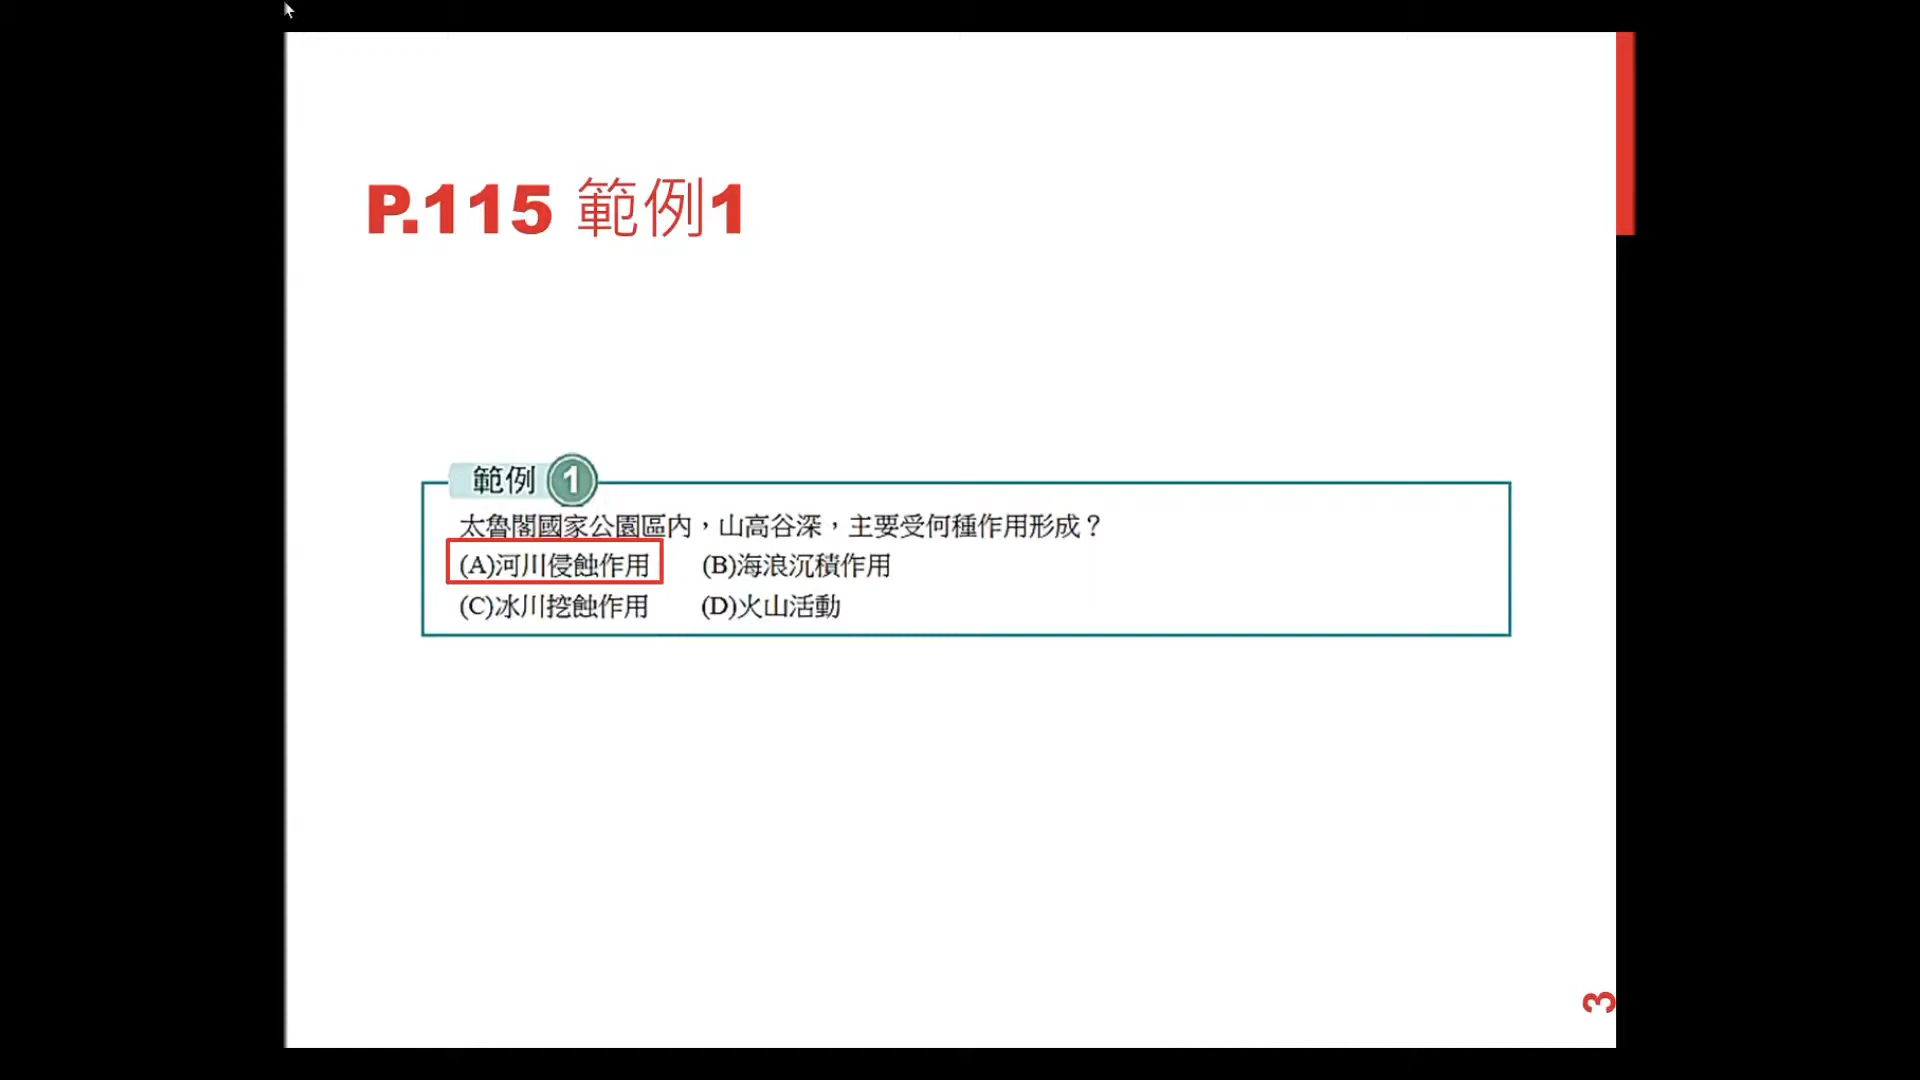 P.115 範例1
範例 1
太魯閣國家公園區內，山高谷深，主要受何種作用形成？
(A)河川侵蝕作用 (B)海浪沉積作用
(C)冰川挖蝕作用 (D)火山活動
3